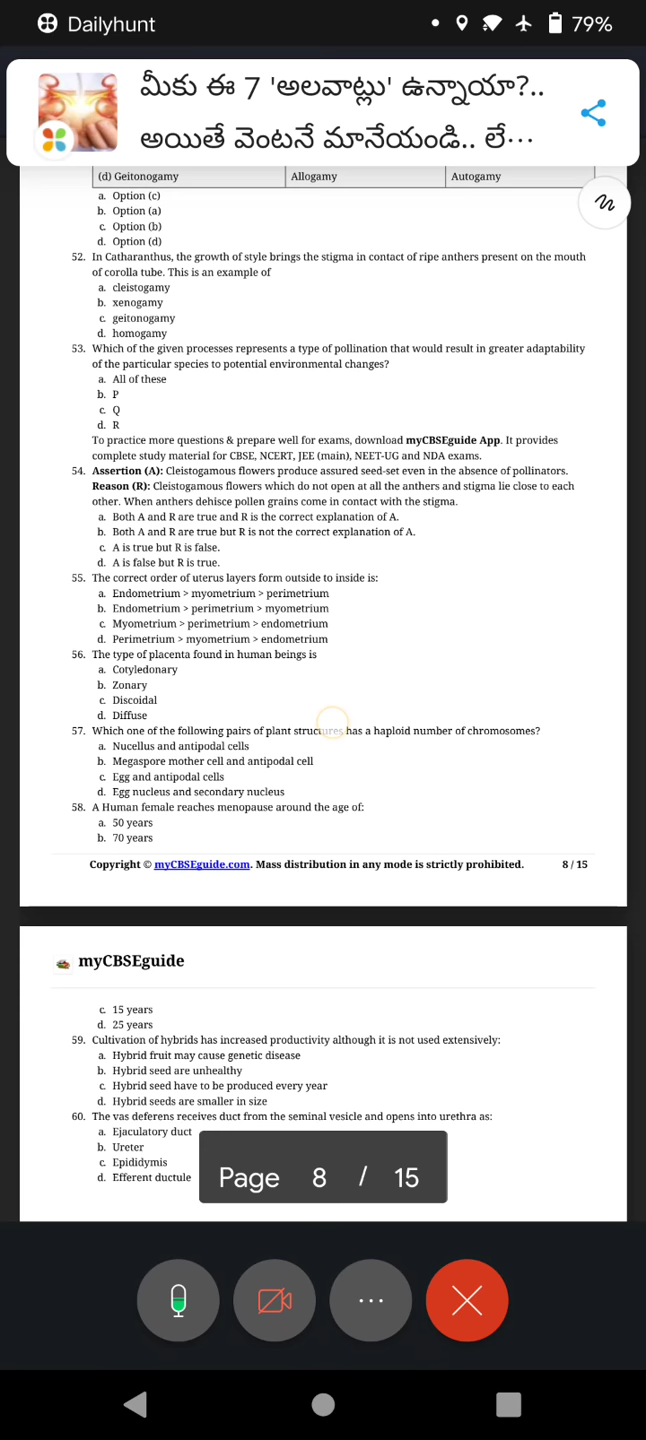 Dailyhunt
79%
మీకు ఈ 7 'అలవాట్లు' ఉన్నాయా?..
అయితే వెంటనే మానేయండి.. లే...
(d) Geitonogamy Allogamy Autogamy
a. Option (c)
b. Option (a)
c. Option (b)
d. Option (d)
52. In Catharanthus, the growth of style brings the stigma in contact of ripe anthers present on the mouth
of corolla tube. This is an example of
a. cleistogamy
b. xenogamy
c. geitonogamy
d. homogamy
53. Which of the given processes represents a type of pollination that would result in greater adaptability
of the particular species to potential environmental changes?
a. All of these
b. P
c. Q
d. R
To practice more questions & prepare well for exams, download myCBSEguide App. It provides
complete study material for CBSE, NCERT, JEE (main), NEET-UG and NDA exams.
54. Assertion (A): Cleistogamous flowers produce assured seed-set even in the absence of pollinators.
Reason (R): Cleistogamous flowers which do not open at all the anthers and stigma lie close to each
other. When anthers dehisce pollen grains come in contact with the stigma.
a. Both A and R are true and R is the correct explanation of A.
b. Both A and R are true but R is not the correct explanation of A.
c. A is true but R is false.
d. A is false but R is true.
55. The correct order of uterus layers form outside to inside is:
a. Endometrium > myometrium > perimetrium
b. Endometrium > perimetrium > myometrium
c. Myometrium > perimetrium > endometrium
d. Perimetrium > myometrium > endometrium
56. The type of placenta found in human beings is
a. Cotyledonary
b. Zonary
c. Discoidal
d. Diffuse
57. Which one of the following pairs of plant structures has a haploid number of chromosomes?
a. Nucellus and antipodal cells
b. Megaspore mother cell and antipodal cell
c. Egg and antipodal cells
d. Egg nucleus and secondary nucleus
58. A Human female reaches menopause around the age of:
a. 50 years
b. 70 years
Copyright © myCBSEguide.com. Mass distribution in any mode is strictly prohibited. 8 / 15
myCBSEguide
c. 15 years
d. 25 years
59. Cultivation of hybrids has increased productivity although it is not used extensively:
a. Hybrid fruit may cause genetic disease
b. Hybrid seed are unhealthy
c. Hybrid seed have to be produced every year
d. Hybrid seeds are smaller in size
60. The vas deferens receives duct from the seminal vesicle and opens into urethra as:
a. Ejaculatory duct
b. Ureter
c. Epididymis
d. Efferent ductule
Page 8 / 15